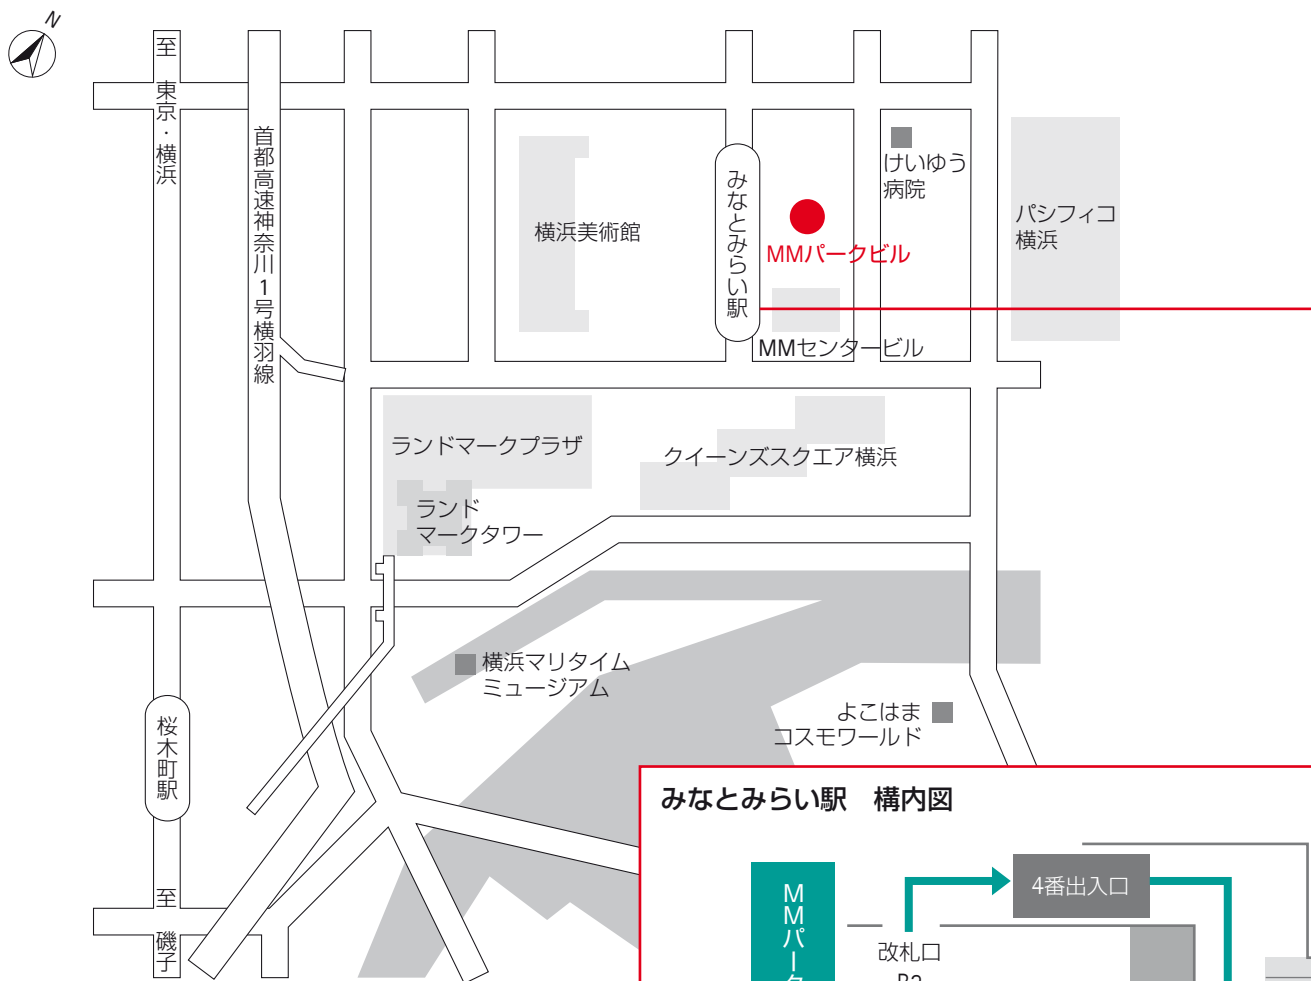 N
至 東京・横浜
首都高速神奈川1号横羽線
横浜美術館
みなとみらい駅
けいゆう
病院
MMパークビル
パシフィコ
横浜
MMセンタービル
ランドマークプラザ
クイーンズスクエア横浜
ランド
マークタワー
横浜マリタイム
ミュージアム
よこはま
コスモワールド
桜木町駅
至 磯子
みなとみらい駅 構内図
MMパーク
4番出入口
改札口